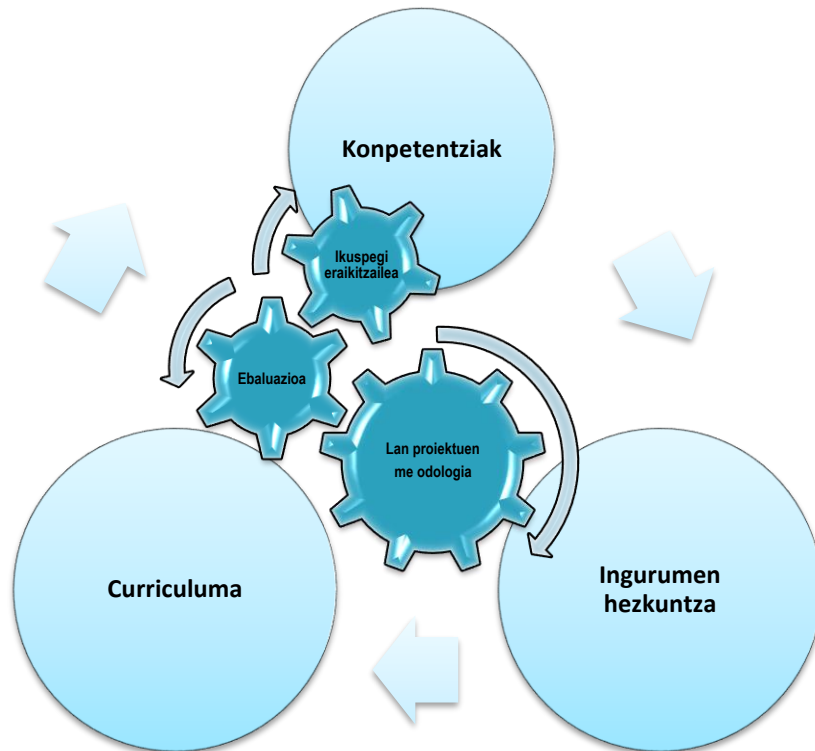 Konpetentziak
Ikuspegi
eraikitzailea
Ebaluazioa
Lan proiektuen
me odologia
Curriculuma
Ingurumen
hezkuntza